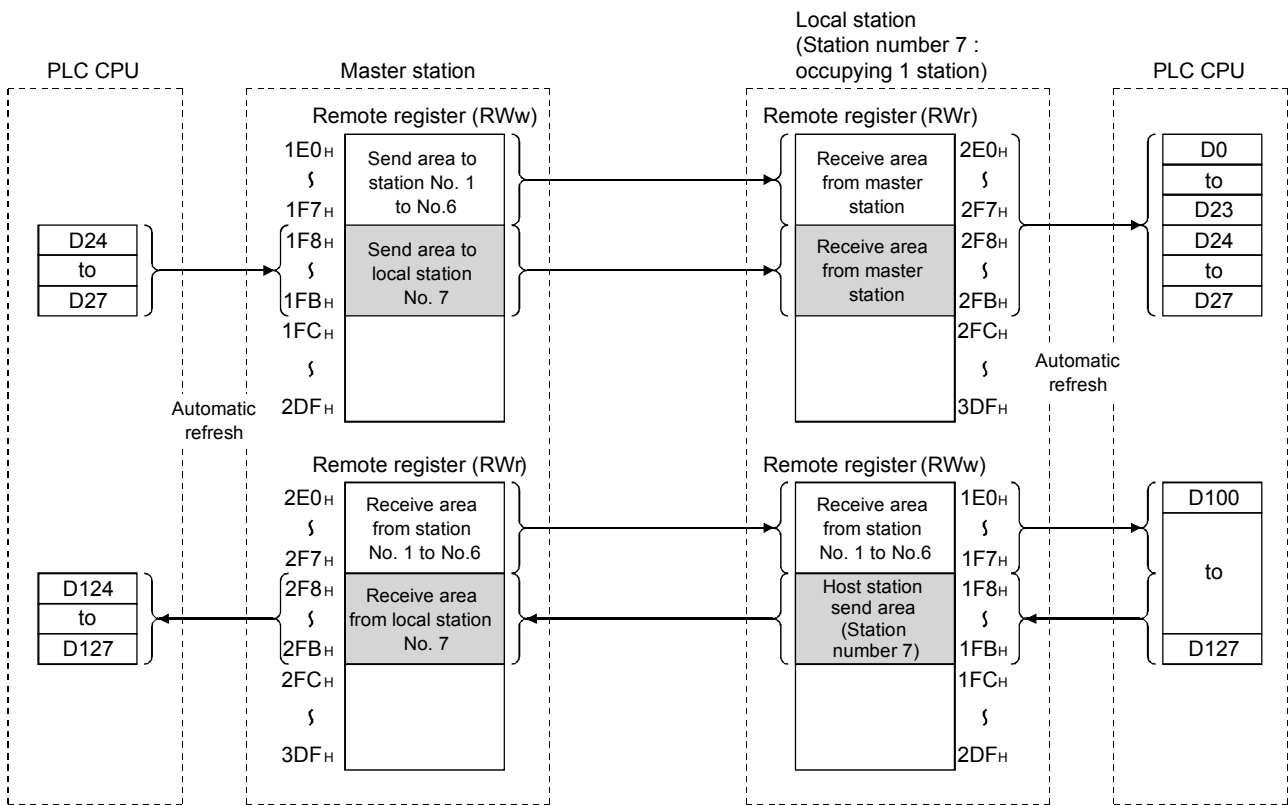 Local station
(Station number 7 :
occupying 1 station)
PLC CPU
Master station
PLC CPU
Remote register (RWw)
1E0H
1F7H
1F8H
1FBH
1FCH
2DFH
Send area to
station No. 1
to No.6
Send area to
local station
No. 7
D24
to
D27
Automatic
refresh
Remote register (RWr)
Receive area
from master
station
Receive area
from master
station
2E0H
2F7H
2F8H
2FBH
2FCH
3DFH
D0
to
D23
D24
to
D27
Automatic
refresh
Remote register (RWr)
2E0H
2F7H
2F8H
2FBH
2FCH
3DFH
Receive area
from station
No. 1 to No.6
Receive area
from local station
No. 7
D124
to
D127
Remote register (RWw)
Receive area
from station
No. 1 to No.6
Host station
send area
(Station
number 7)
1E0H
1F7H
1F8H
1FBH
1FCH
2DFH
D100
to
D127